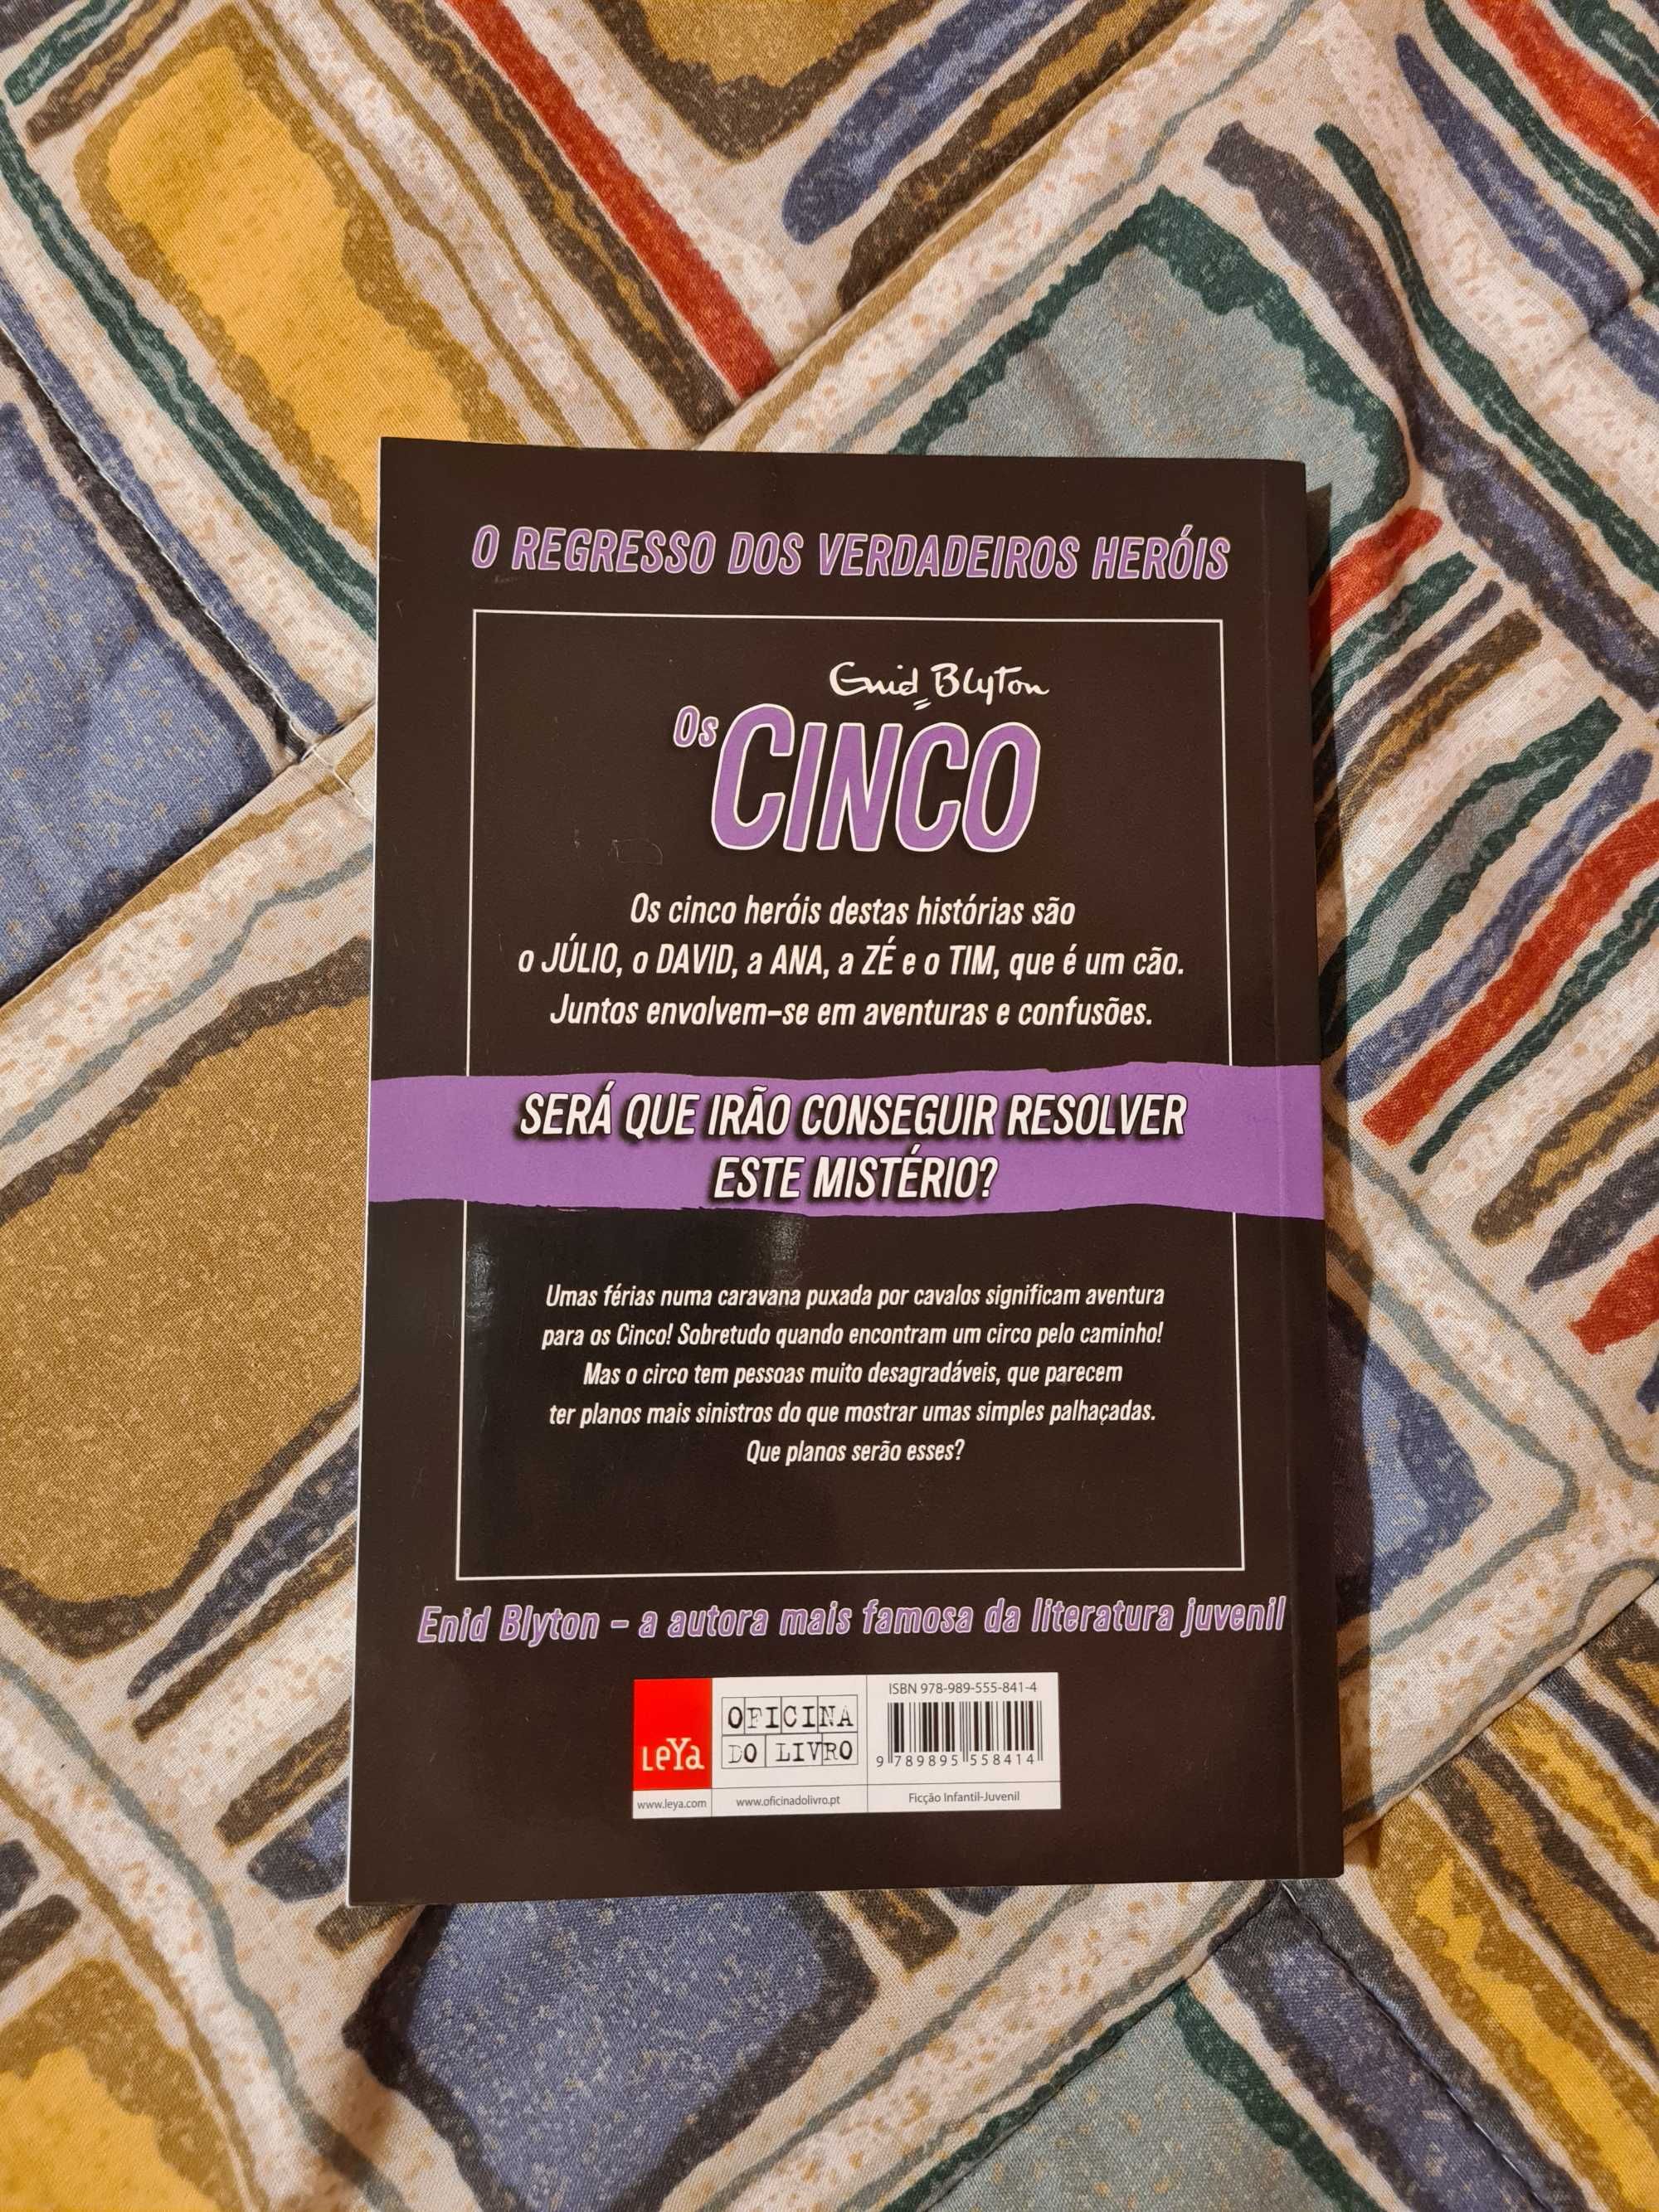 O REGRESSO DOS VERDADEIROS HERÓIS
Enid Blyton
Os CINCO
Os cinco heróis destas histórias são
o JÚLIO, o DAVID, a ANA, a ZÉ e o TIM, que é um cão.
Juntos envolvem-se em aventuras e confusões.
SERÁ QUE IRÃO CONSEGUIR RESOLVER
ESTE MISTÉRIO?
Umas férias numa caravana puxada por cavalos significam aventura
para os Cinco! Sobretudo quando encontram um circo pelo caminho!
Mas o circo tem pessoas muito desagradáveis, que parecem
ter planos mais sinistros do que mostrar umas simples palhaçadas.
Que planos serão esses?
Enid Blyton – a autora mais famosa da literatura juvenil
LeYa
www.leya.com
OFICINA
DO LIVRO
www.oficinadolivro.pt
ISBN 978-989-555-841-4
9 789895 558414
Ficção Infantil-Juvenil